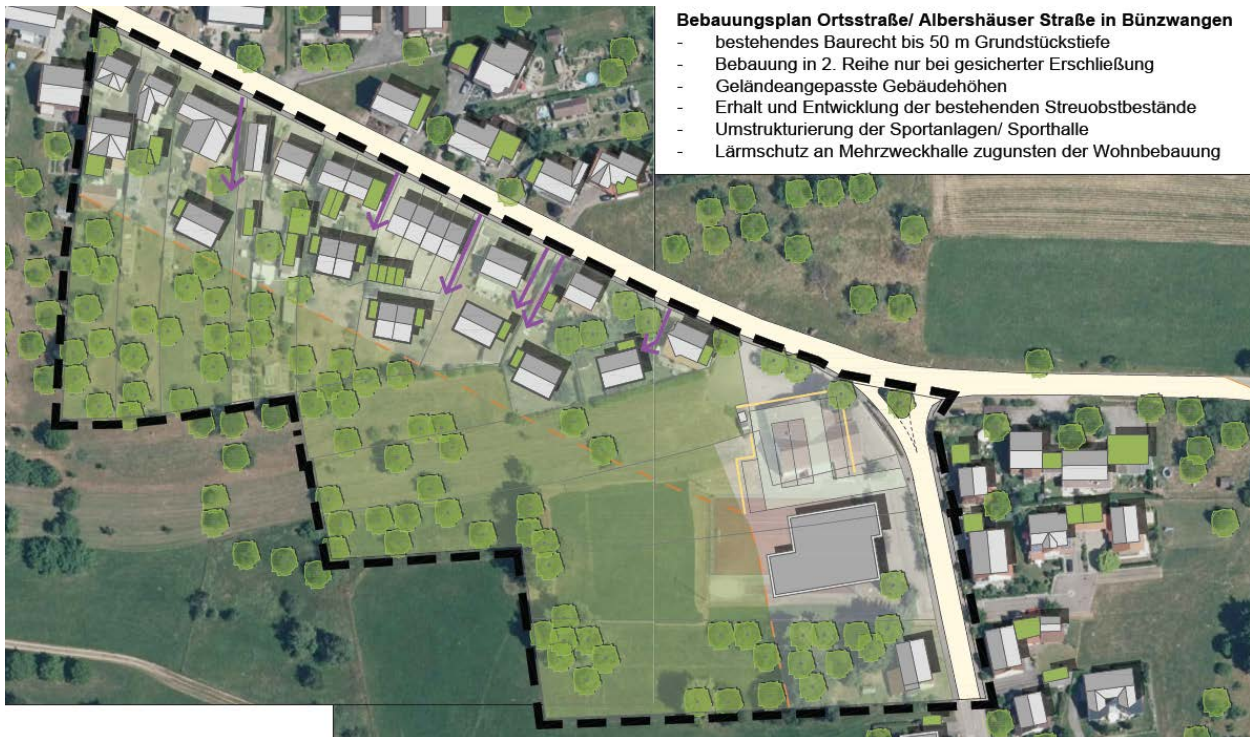 Bebauungsplan Ortsstraße/ Albershäuser Straße in Bünzwangen
- bestehendes Baurecht bis 50 m Grundstückstiefe
- Bebauung in 2. Reihe nur bei gesicherter Erschließung
- Geländeangepasste Gebäudehöhen
- Erhalt und Entwicklung der bestehenden Streuobstbestände
- Umstrukturierung der Sportanlagen/ Sporthalle
- Lärmschutz an Mehrzweckhalle zugunsten der Wohnbebauung